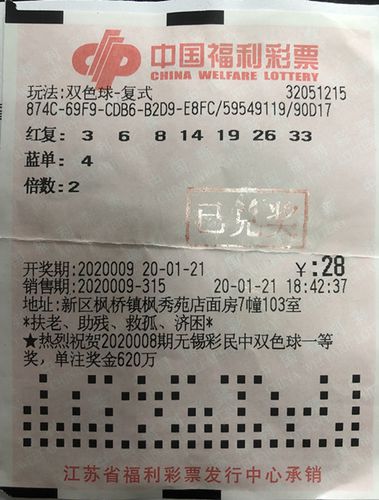 中国福利彩票
CHINA WELFARE LOTTERY
玩法:双色球-复式 32051215
874C-69F9-CDB6-B2D9-E8FC/59549119/90D17
红复: 3 6 8 14 19 26 33
蓝单: 4
倍数:2
已兑奖
开奖期:2020009 20-01-21 ￥:28
销售期:2020009-315 20-01-21 18:42:37
地址:新区枫桥镇枫秀苑店面房7幢103室
*扶老、助残、救孤、济困*
★热烈祝贺2020008期无锡彩民中双色球一等
奖，单注奖金620万
江苏省福利彩票发行中心承销